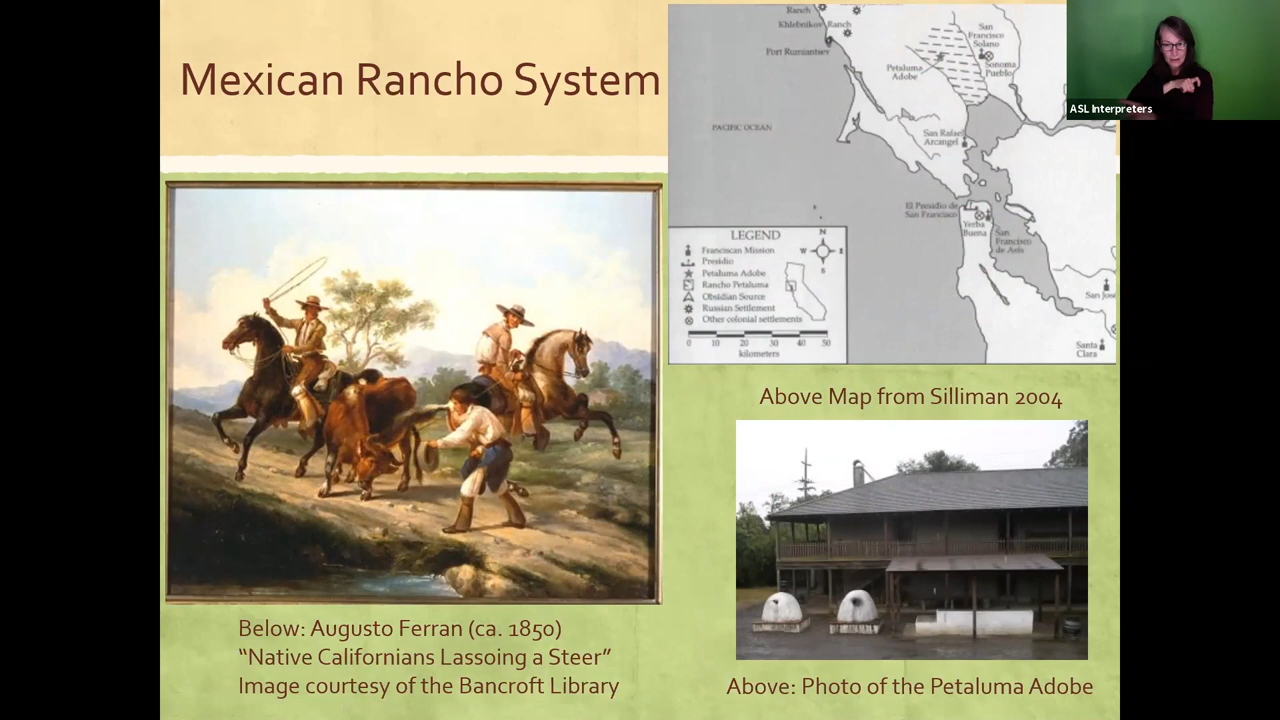 Mexican Rancho System
Ranch
Khlebnikov Ranch
Port Rumiantsev
Petaluma
Adobe
San
Francisco
Solano
Sonoma
Pueblo
PACIFIC OCEAN
San Rafael
Arcangel
El Presidio de
San Francisco
Yerba
Buena
San
Francisco
de Asís
San Jose
Santa
Clara
LEGEND
Franciscan Mission
Presidio
Petaluma Adobe
Rancho Petaluma
Obsidian Source
Russian Settlement
Other colonial settlements
N
W
E
S
0 10 20 30 40 50
kilometers
ASL Interpreters
Above Map from Silliman 2004
Below: Augusto Ferran (ca. 1850)
“Native Californians Lassoing a Steer”
Image courtesy of the Bancroft Library
Above: Photo of the Petaluma Adobe